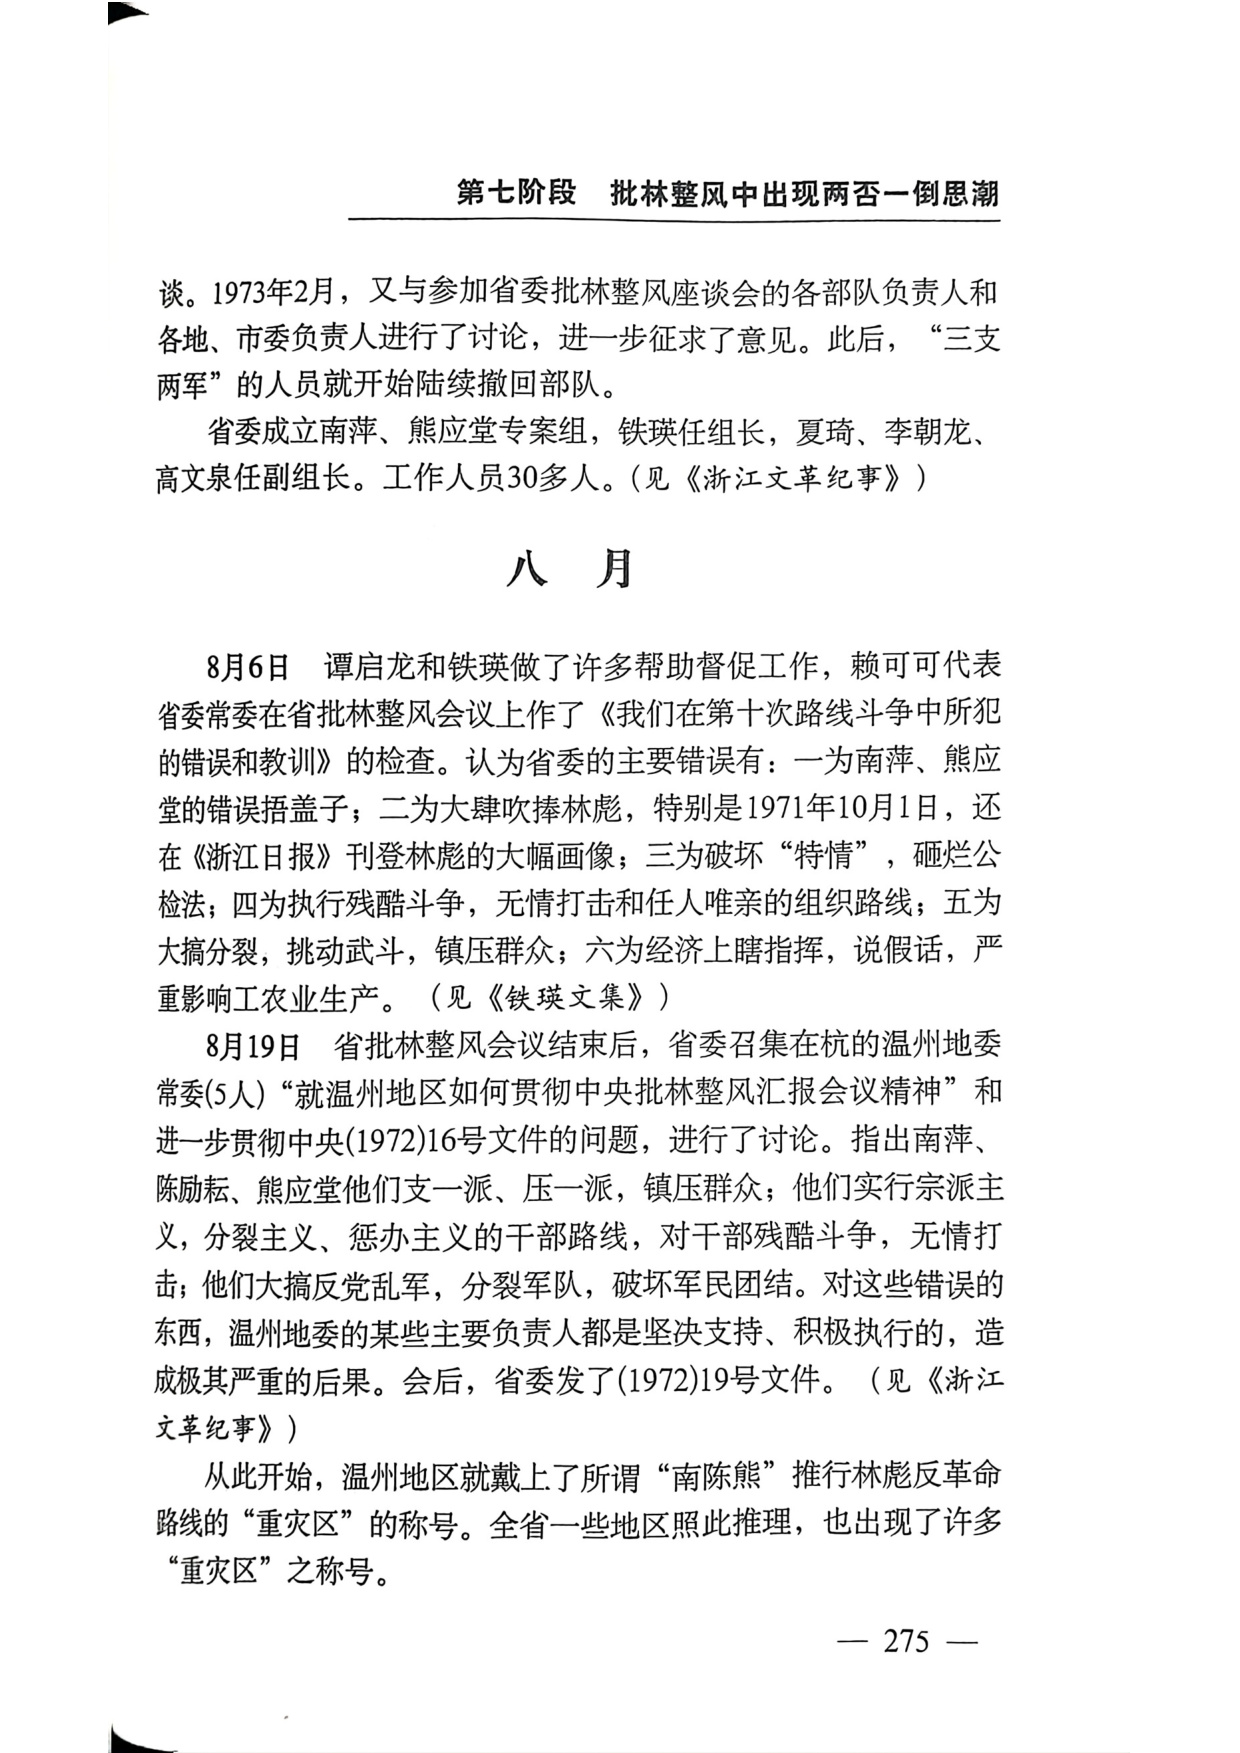 第七阶段 批林整风中出现两否一倒思潮
谈。1973年2月，又与参加省委批林整风座谈会的各部队负责人和
各地、市委负责人进行了讨论，进一步征求了意见。此后，“三支
两军”的人员就开始陆续撤回部队。
省委成立南萍、熊应堂专案组，铁瑛任组长，夏琦、李朝龙、
高文泉任副组长。工作人员30多人。（见《浙江文革纪事》）
八 月
8月6日 谭启龙和铁瑛做了许多帮助督促工作，赖可可代表
省委常委在省批林整风会议上作了《我们在第十次路线斗争中所犯
的错误和教训》的检查。认为省委的主要错误有：一为南萍、熊应
堂的错误捂盖子；二为大肆吹捧林彪，特别是1971年10月1日，还
在《浙江日报》刊登林彪的大幅画像；三为破坏“特情”，砸烂公
检法；四为执行残酷斗争，无情打击和任人唯亲的组织路线；五为
大搞分裂，挑动武斗，镇压群众；六为经济上瞎指挥，说假话，严
重影响工农业生产。（见《铁瑛文集》）
8月19日 省批林整风会议结束后，省委召集在杭的温州地委
常委(5人)“就温州地区如何贯彻中央批林整风汇报会议精神”和
进一步贯彻中央(1972)16号文件的问题，进行了讨论。指出南萍、
陈励耘、熊应堂他们支一派、压一派，镇压群众；他们实行宗派主
义，分裂主义、惩办主义的干部路线，对干部残酷斗争，无情打
击；他们大搞反党乱军，分裂军队，破坏军民团结。对这些错误的
东西，温州地委的某些主要负责人都是坚决支持、积极执行的，造
成极其严重的后果。会后，省委发了(1972)19号文件。（见《浙江
文革纪事》）
从此开始，温州地区就戴上了所谓“南陈熊”推行林彪反革命
路线的“重灾区”的称号。全省一些地区照此推理，也出现了许多
“重灾区”之称号。
— 275 —